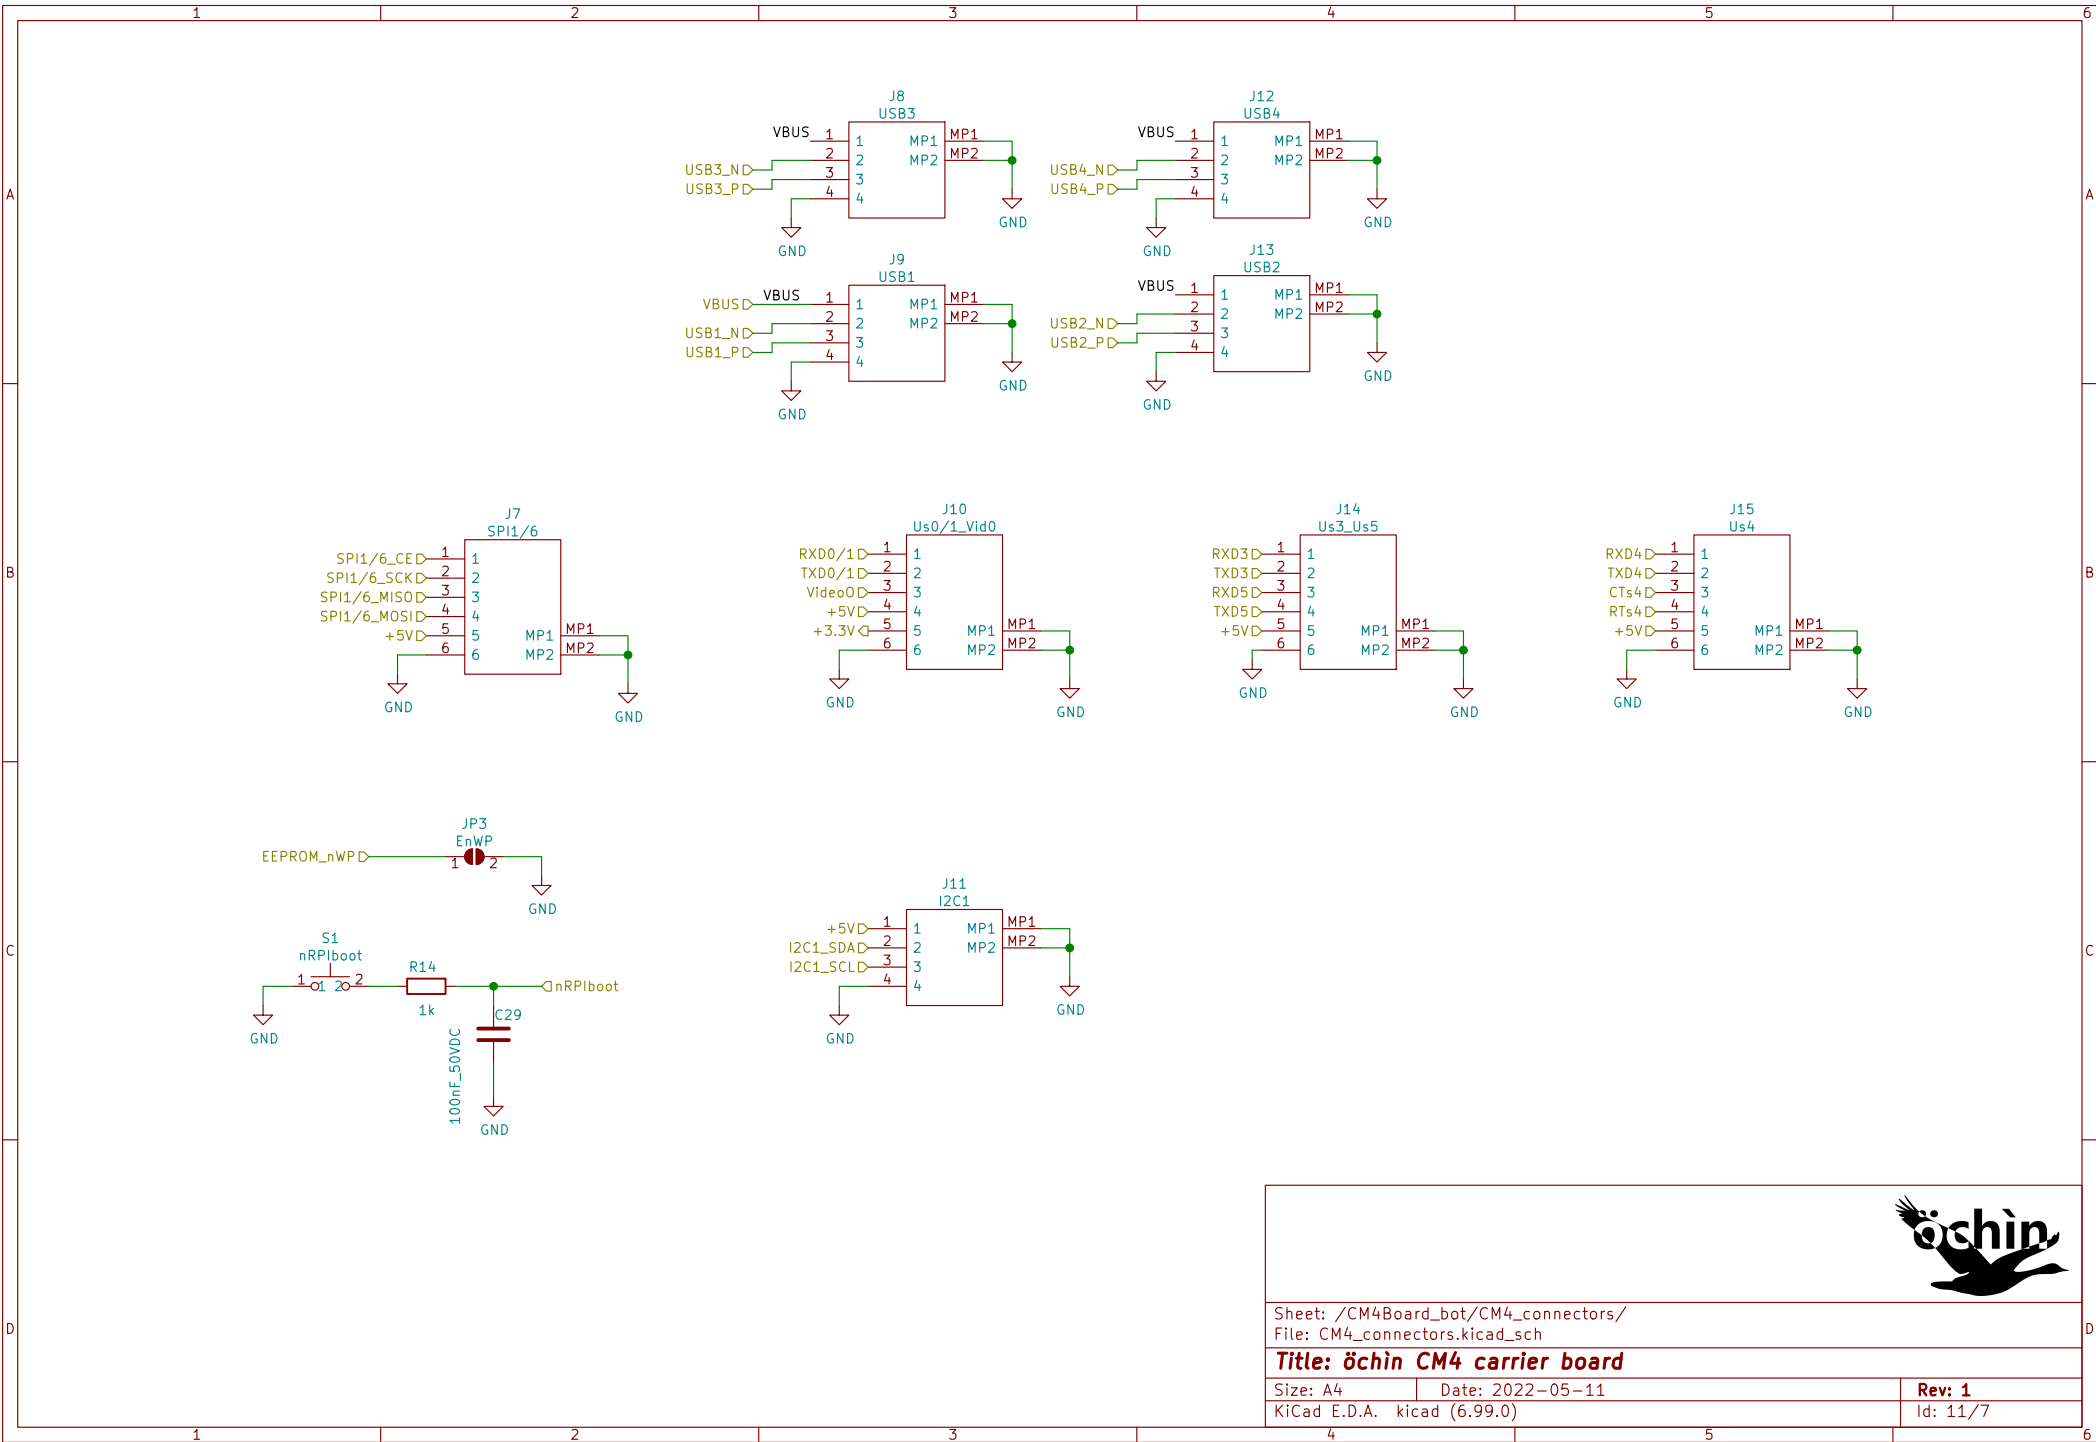 1 2 3 4 5 6
A
A
J8
USB3
VBUS 1 1 MP1 MP1
2 2 MP2 MP2
USB3_N
3 3
USB3_P
4 4
GND
GND
J12
USB4
VBUS 1 1 MP1 MP1
2 2 MP2 MP2
USB4_N
3 3
USB4_P
4 4
GND
GND
J9
USB1
VBUS VBUS 1 1 MP1 MP1
2 2 MP2 MP2
USB1_N
3 3
USB1_P
4 4
GND
GND
J13
USB2
VBUS 1 1 MP1 MP1
2 2 MP2 MP2
USB2_N
3 3
USB2_P
4 4
GND
GND
B
B
J7
SPI1/6
SPI1/6_CE 1 1
SPI1/6_SCK 2 2
SPI1/6_MISO 3 3
SPI1/6_MOSI 4 4
+5V 5 5 MP1 MP1
6 6 MP2 MP2
GND
GND
J10
Us0/1_Vid0
RXD0/1 1 1
TXD0/1 2 2
VideoO 3 3
+5V 4 4
+3.3V 5 5 MP1 MP1
6 6 MP2 MP2
GND
GND
J14
Us3_Us5
RXD3 1 1
TXD3 2 2
RXD5 3 3
TXD5 4 4
+5V 5 5 MP1 MP1
6 6 MP2 MP2
GND
GND
J15
Us4
RXD4 1 1
TXD4 2 2
CTs4 3 3
RTs4 4 4
+5V 5 5 MP1 MP1
6 6 MP2 MP2
GND
GND
C
C
JP3
EnWP
EEPROM_nWP 1 2
GND
S1
nRPIboot
1 1 2 2
R14
1k
nRPIboot
GND
C29
100nF_50VDC
GND
J11
I2C1
+5V 1 1 MP1 MP1
I2C1_SDA 2 2 MP2 MP2
I2C1_SCL 3 3
4 4
GND
GND
D
D
öchìn
Sheet: /CM4Board_bot/CM4_connectors/
File: CM4_connectors.kicad_sch
Title: öchìn CM4 carrier board
Size: A4 Date: 2022-05-11 Rev: 1
KiCad E.D.A. kicad (6.99.0) Id: 11/7
1 2 3 4 5 6